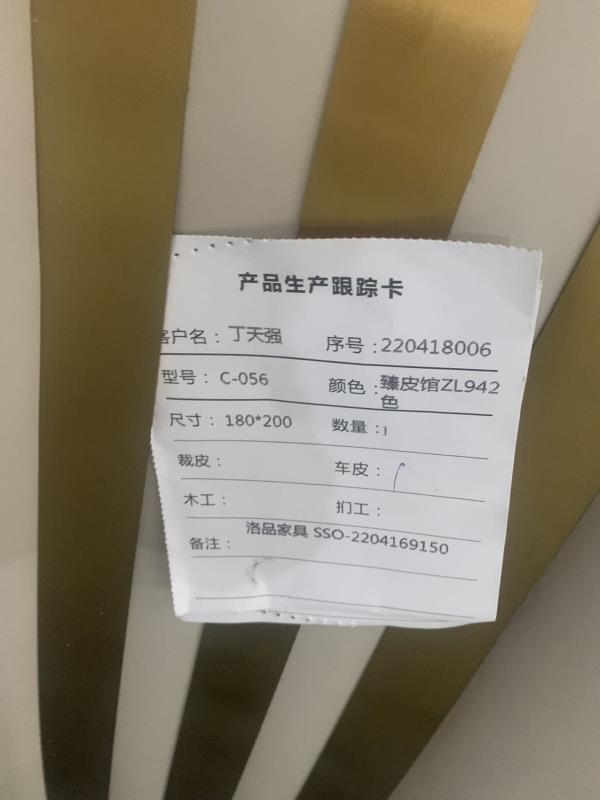 产品生产跟踪卡
客户名：丁天强 序号：220418006
型号：C-056 颜色：臻皮馆ZL942
色
尺寸：180*200 数量：1
裁皮： 车皮：
木工： 扪工：
备注：洛品家具 SSO-2204169150